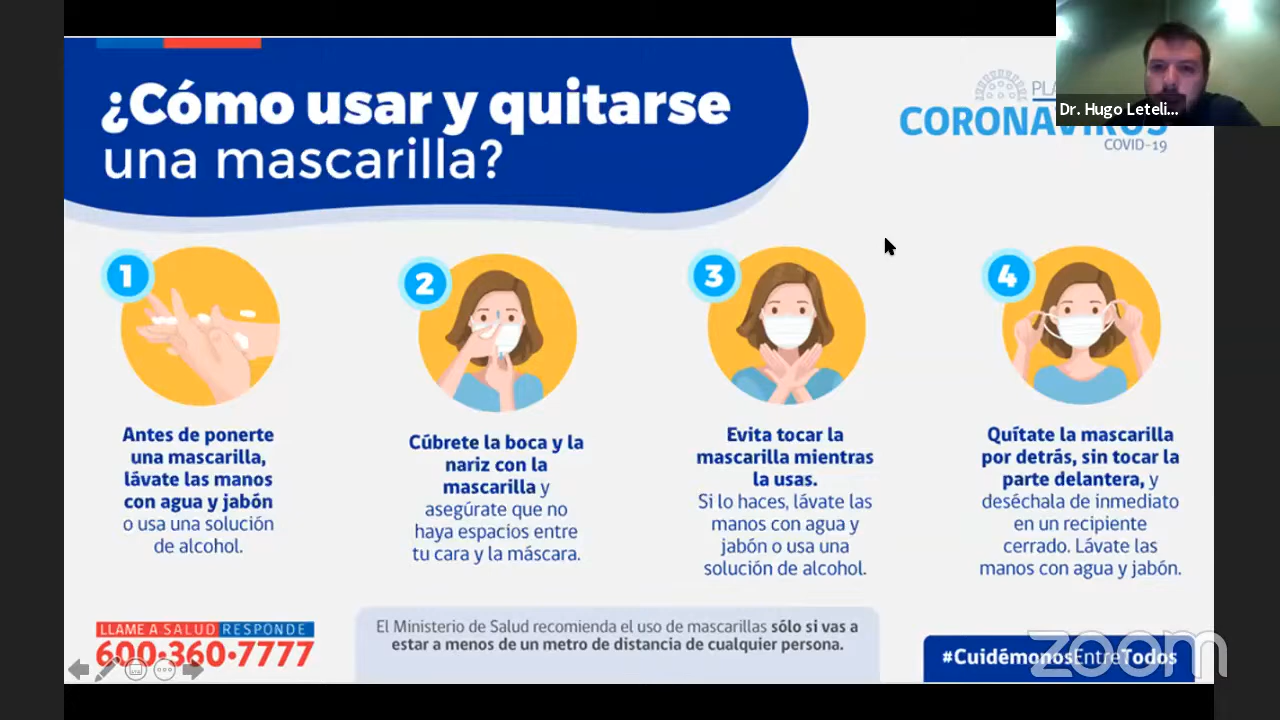 ¿Cómo usar y quitarse
una mascarilla?
CORONAVIRUS
COVID-19
Dr. Hugo Leteli...
1
Antes de ponerte
una mascarilla,
lávate las manos
con agua y jabón
o usa una solución
de alcohol.
2
Cúbrete la boca y la
nariz con la
mascarilla y
asegúrate que no
haya espacios entre
tu cara y la máscara.
3
Evita tocar la
mascarilla mientras
la usas.
Si lo haces, lávate las
manos con agua y
jabón o usa una
solución de alcohol.
4
Quítate la mascarilla
por detrás, sin tocar la
parte delantera, y
deséchala de inmediato
en un recipiente
cerrado. Lávate las
manos con agua y jabón.
LLAME A SALUD RESPONDE
600·360·7777
El Ministerio de Salud recomienda el uso de mascarillas sólo si vas a
estar a menos de un metro de distancia de cualquier persona.
#CuidémonosEntreTodos
zoom